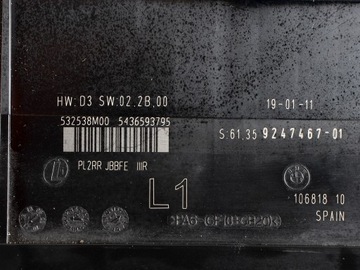 HW:D3 SW:02.2B,00
19-01-11
532538M00 5436593795
S:61.35 9247467-01
PL2RR JBBFE IIIR
L1
106818 10
SPAIN